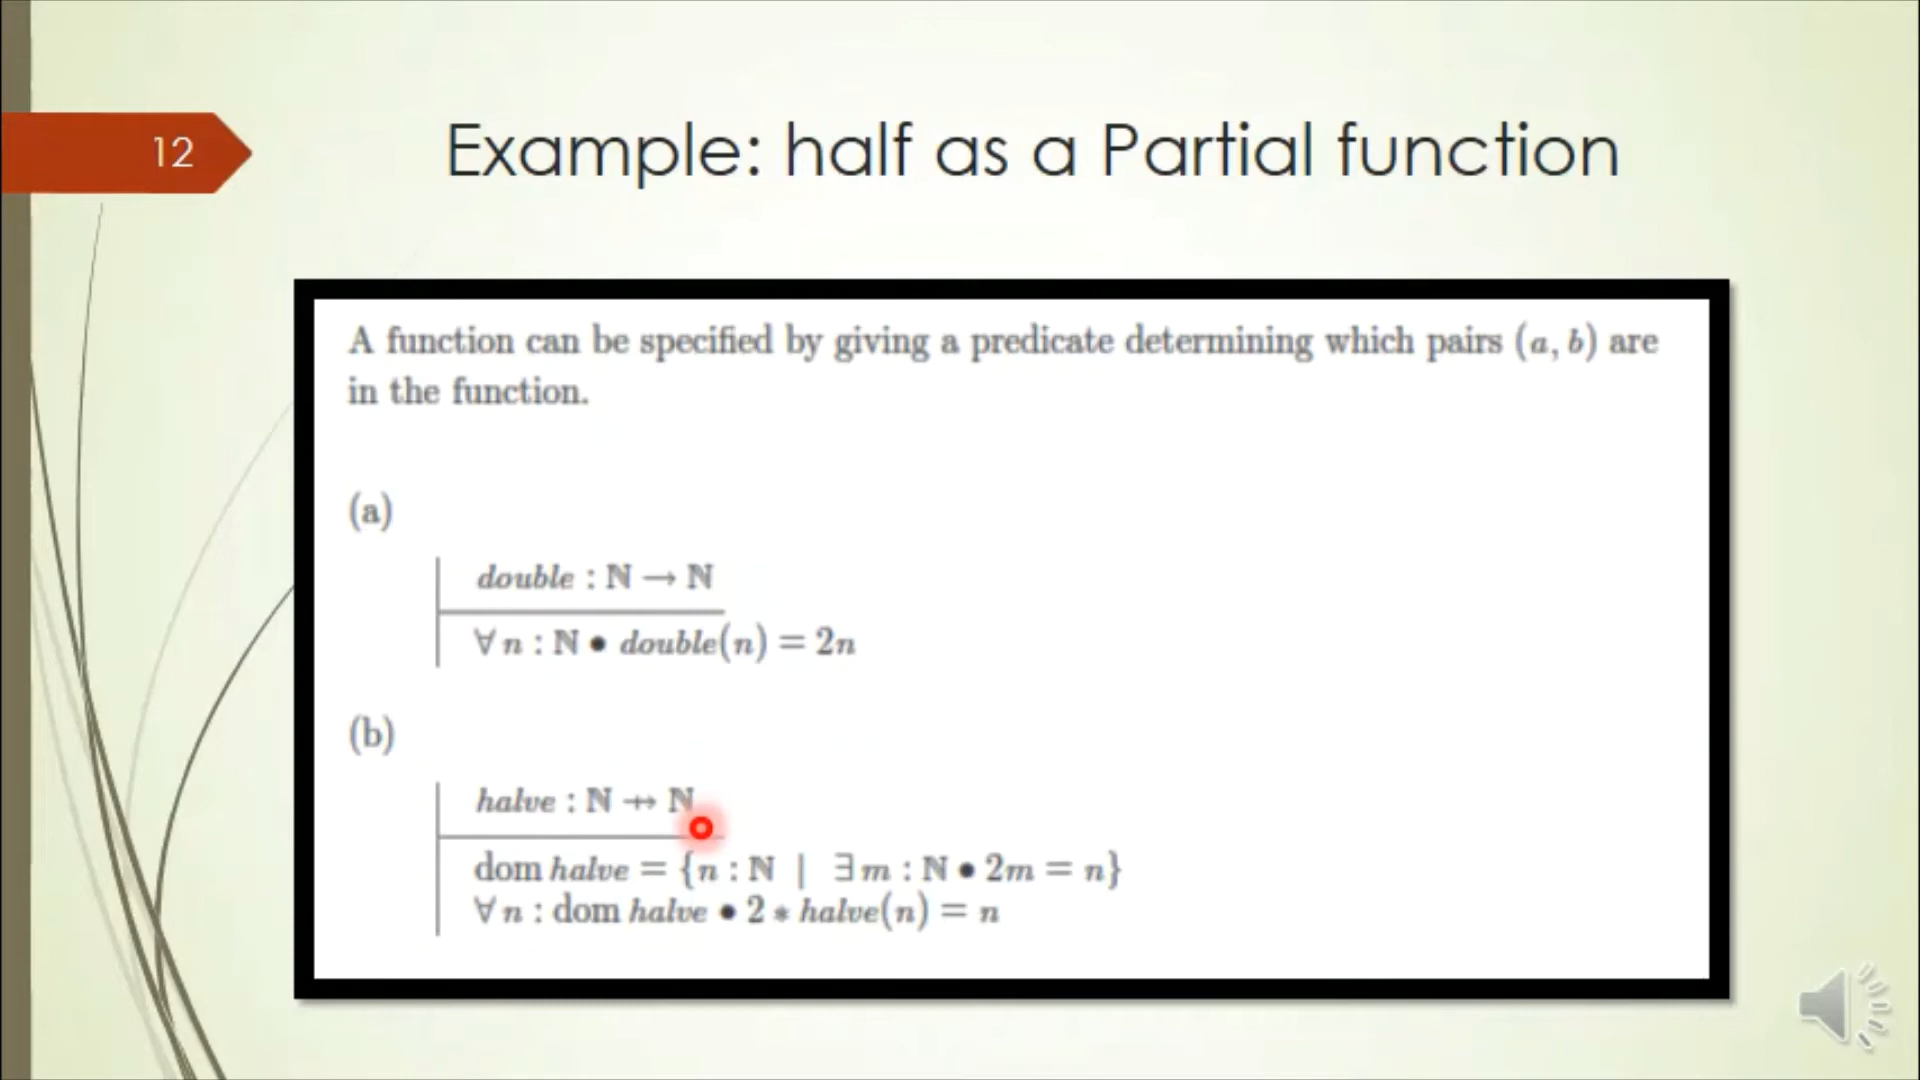 12
Example: half as a Partial function
A function can be specified by giving a predicate determining which pairs (a, b) are
in the function.
(a)
double : ℕ → ℕ
∀ n : ℕ • double(n) = 2n
(b)
halve : ℕ ⇸ ℕ
dom halve = {n : ℕ | ∃ m : ℕ • 2m = n}
∀ n : dom halve • 2 * halve(n) = n